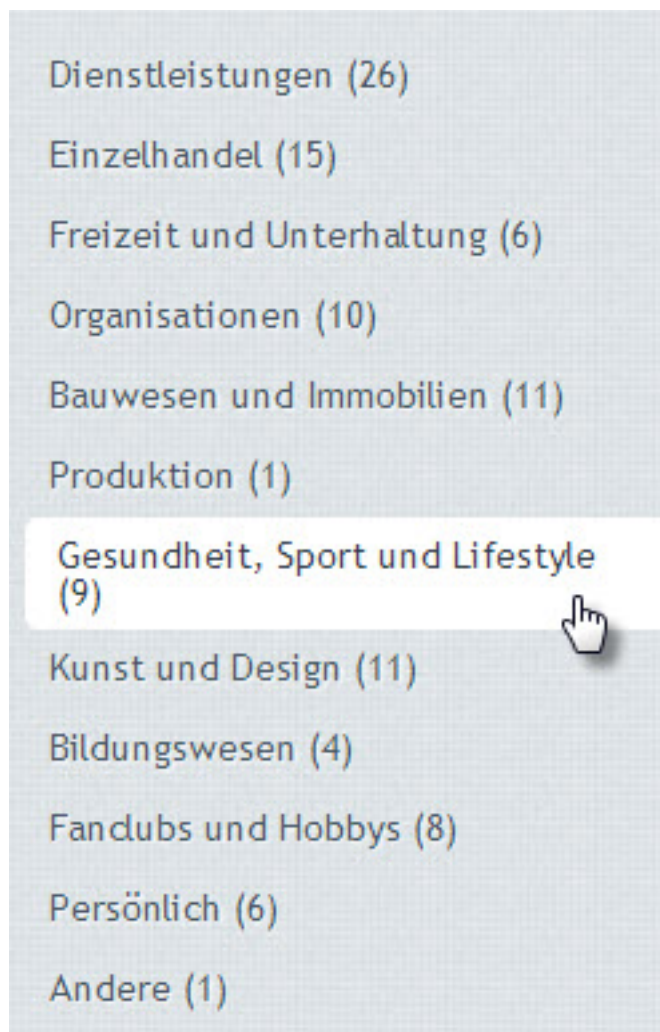 Dienstleistungen (26)
Einzelhandel (15)
Freizeit und Unterhaltung (6)
Organisationen (10)
Bauwesen und Immobilien (11)
Produktion (1)
Gesundheit, Sport und Lifestyle
(9)
Kunst und Design (11)
Bildungswesen (4)
Fanclubs und Hobbys (8)
Persönlich (6)
Andere (1)